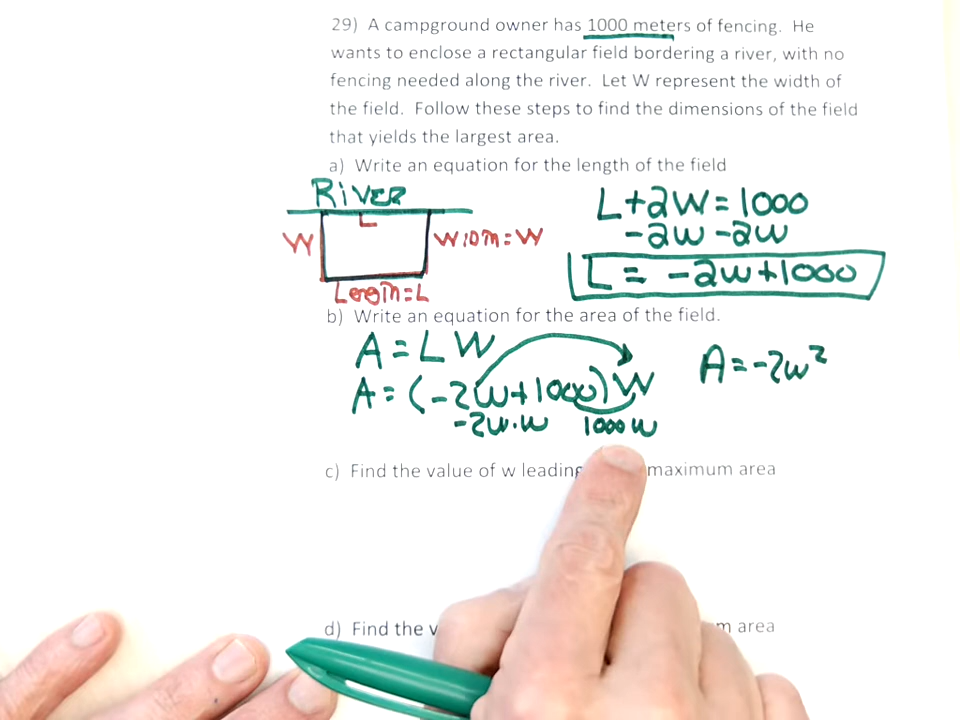 29) A campground owner has 1000 meters of fencing. He
wants to enclose a rectangular field bordering a river, with no
fencing needed along the river. Let W represent the width of
the field. Follow these steps to find the dimensions of the field
that yields the largest area.
a) Write an equation for the length of the field
RiVER
L
W
WiDTH=W
LengTH=L
L+2W=1000
-2W -2W
L = -2W+1000
b) Write an equation for the area of the field.
A=LW
A=(-2W+1000)W
-2W·W 1000W
A=-2W²
c) Find the value of w leading maximum area
d) Find the area